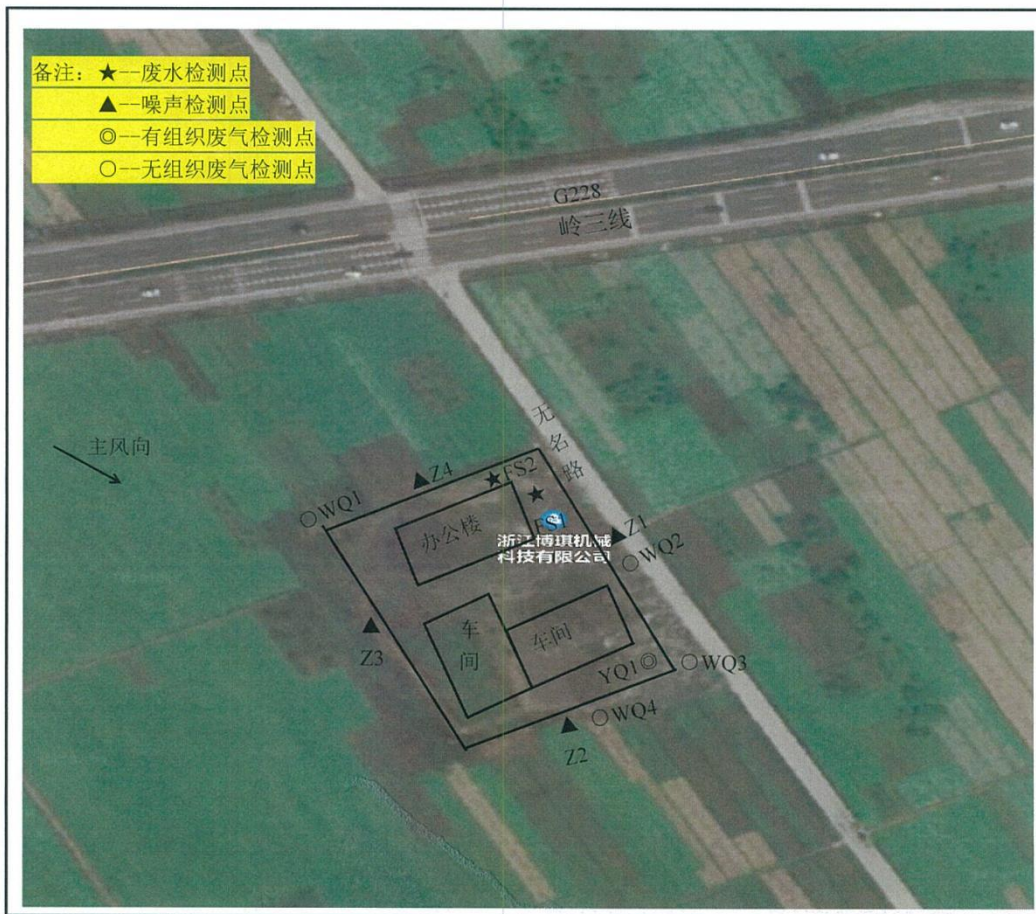 备注：★--废水检测点
▲--噪声检测点
◎--有组织废气检测点
○--无组织废气检测点
G228
岭三线
无名路
主风向
Z4
FS2
WQ1
办公楼
FS1
Z1
浙江博琪机械
科技有限公司
WQ2
车间
车间
Z3
YQ1
WQ3
WQ4
Z2